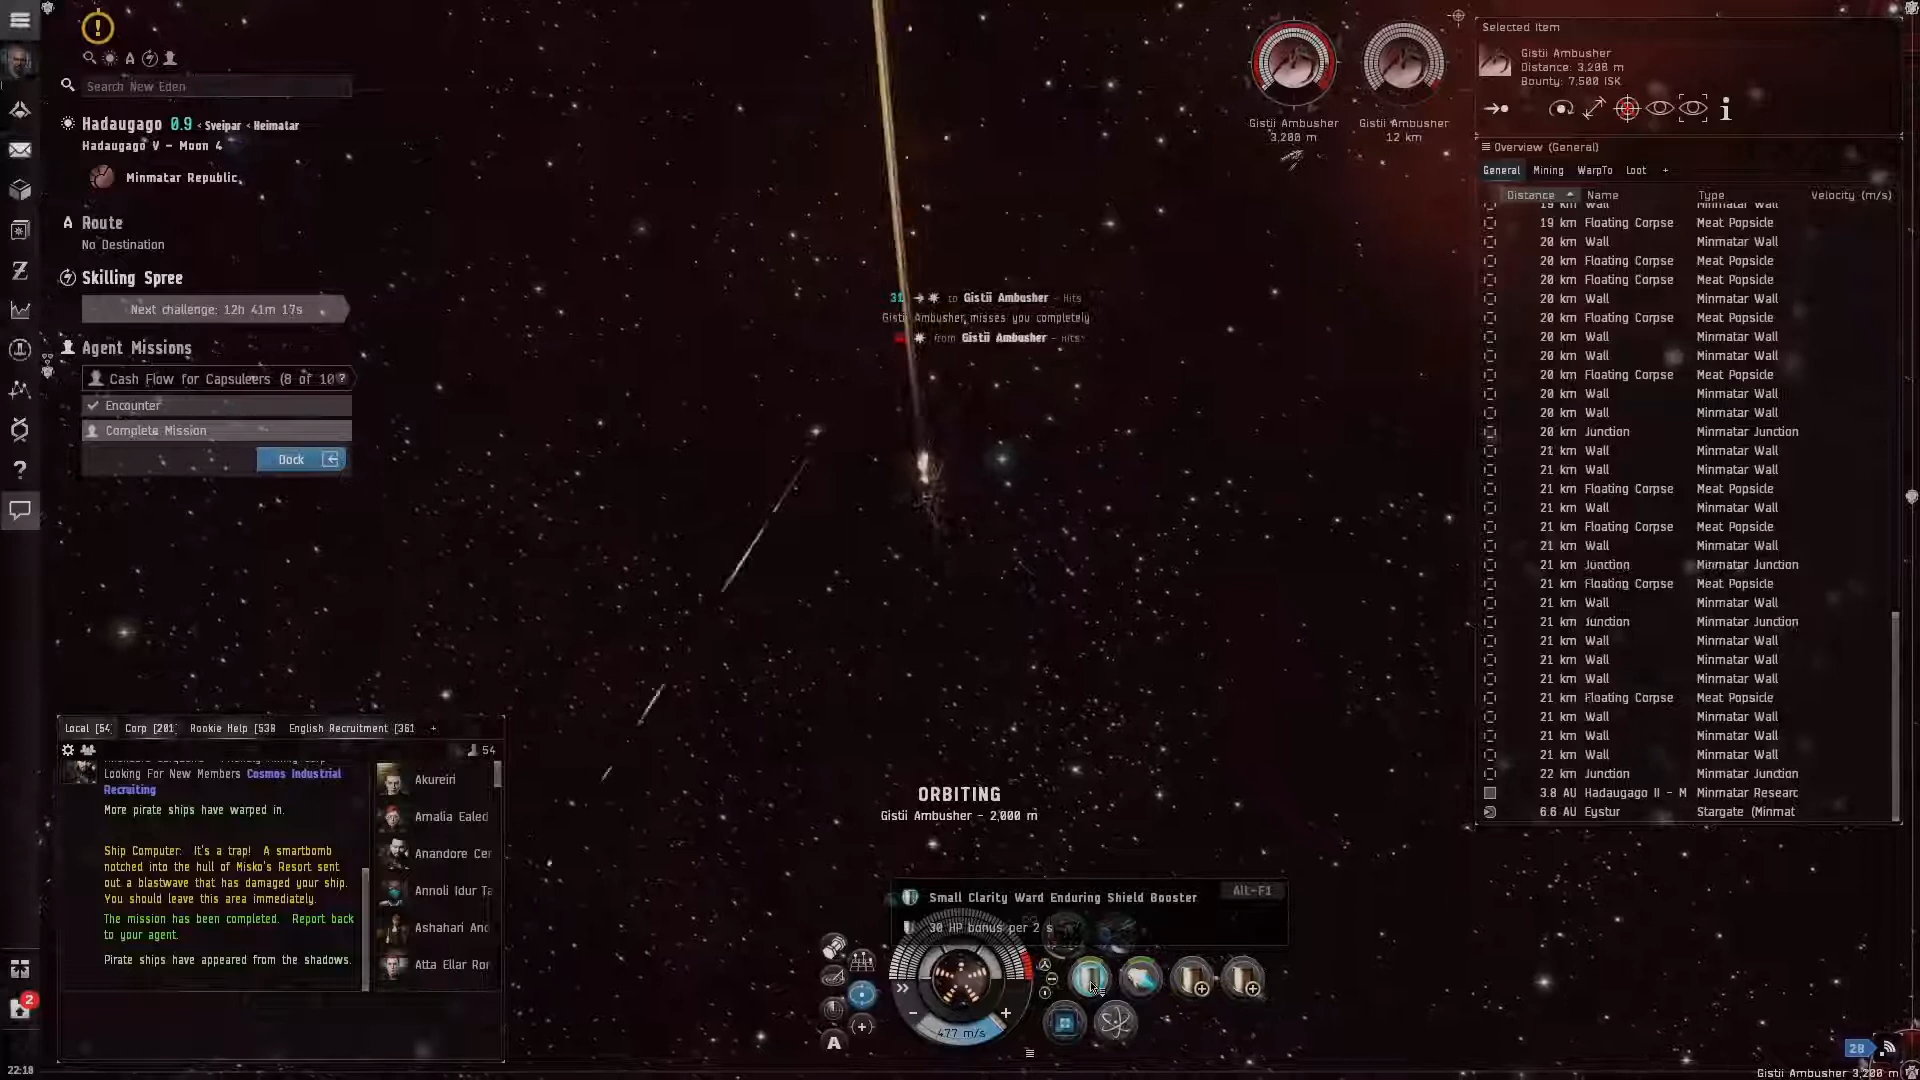 Search New Eden
Hadaugago 0.9 < Sveipar < Heimatar
Hadaugago V - Moon 4
Minmatar Republic
Route
No Destination
Skilling Spree
Next challenge: 12h 41m 17s
Agent Missions
Cash Flow for Capsuleers (8 of 10 ?
Encounter
Complete Mission
Dock
Gistii Ambusher
3,200 m
Gistii Ambusher
12 km
31 to Gistii Ambusher - Hits
Gistii Ambusher misses you completely
from Gistii Ambusher - Hits
Selected Item
Gistii Ambusher
Distance: 3,208 m
Bounty: 7,500 ISK
Overview (General)
General Mining WarpTo Loot +
Distance Name Type Velocity (m/s)
19 km Wall Minmatar Wall
19 km Floating Corpse Meat Popsicle
20 km Wall Minmatar Wall
20 km Floating Corpse Meat Popsicle
20 km Floating Corpse Meat Popsicle
20 km Wall Minmatar Wall
20 km Floating Corpse Meat Popsicle
20 km Wall Minmatar Wall
20 km Wall Minmatar Wall
20 km Floating Corpse Meat Popsicle
20 km Wall Minmatar Wall
20 km Wall Minmatar Wall
20 km Junction Minmatar Junction
21 km Wall Minmatar Wall
21 km Wall Minmatar Wall
21 km Floating Corpse Meat Popsicle
21 km Wall Minmatar Wall
21 km Floating Corpse Meat Popsicle
21 km Wall Minmatar Wall
21 km Junction Minmatar Junction
21 km Floating Corpse Meat Popsicle
21 km Wall Minmatar Wall
21 km Junction Minmatar Junction
21 km Wall Minmatar Wall
21 km Wall Minmatar Wall
21 km Wall Minmatar Wall
21 km Floating Corpse Meat Popsicle
21 km Wall Minmatar Wall
21 km Wall Minmatar Wall
21 km Wall Minmatar Wall
22 km Junction Minmatar Junction
3.8 AU Hadaugago II - M Minmatar Researc
6.6 AU Eystur Stargate (Minmat
Local [54] Corp [201] Rookie Help [538 English Recruitment [361 +
54
Looking For New Members Cosmos Industrial
Recruiting
More pirate ships have warped in.
Ship Computer: It's a trap! A smartbomb
notched into the hull of Misko's Resort sent
out a blastwave that has damaged your ship.
You should leave this area immediately.
The mission has been completed. Report back
to your agent.
Pirate ships have appeared from the shadows.
Akureiri
Amalia Ealed
Anandore Cer
Annoli Idur Ta
Ashahari Anc
Atta Ellar Ror
ORBITING
Gistii Ambusher - 2,000 m
Small Clarity Ward Enduring Shield Booster Alt-F1
30 HP bonus per 2 s
477 m/s
A
2
22:18
28
Gistii Ambusher 3,200 m